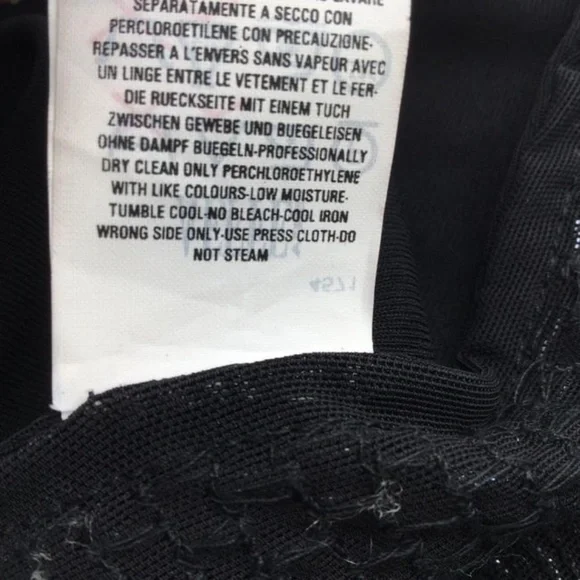 LAVARE
SEPARATAMENTE A SECCO CON
PERCLOROETILENE CON PRECAUZIONE-
REPASSER A L'ENVERS SANS VAPEUR AVEC
UN LINGE ENTRE LE VETEMENT ET LE FER-
DIE RUECKSEITE MIT EINEM TUCH
ZWISCHEN GEWEBE UND BUEGELEISEN
OHNE DAMPF BUEGELN-PROFESSIONALLY
DRY CLEAN ONLY PERCHLOROETHYLENE
WITH LIKE COLOURS-LOW MOISTURE-
TUMBLE COOL-NO BLEACH-COOL IRON
WRONG SIDE ONLY-USE PRESS CLOTH-DO
NOT STEAM
4571